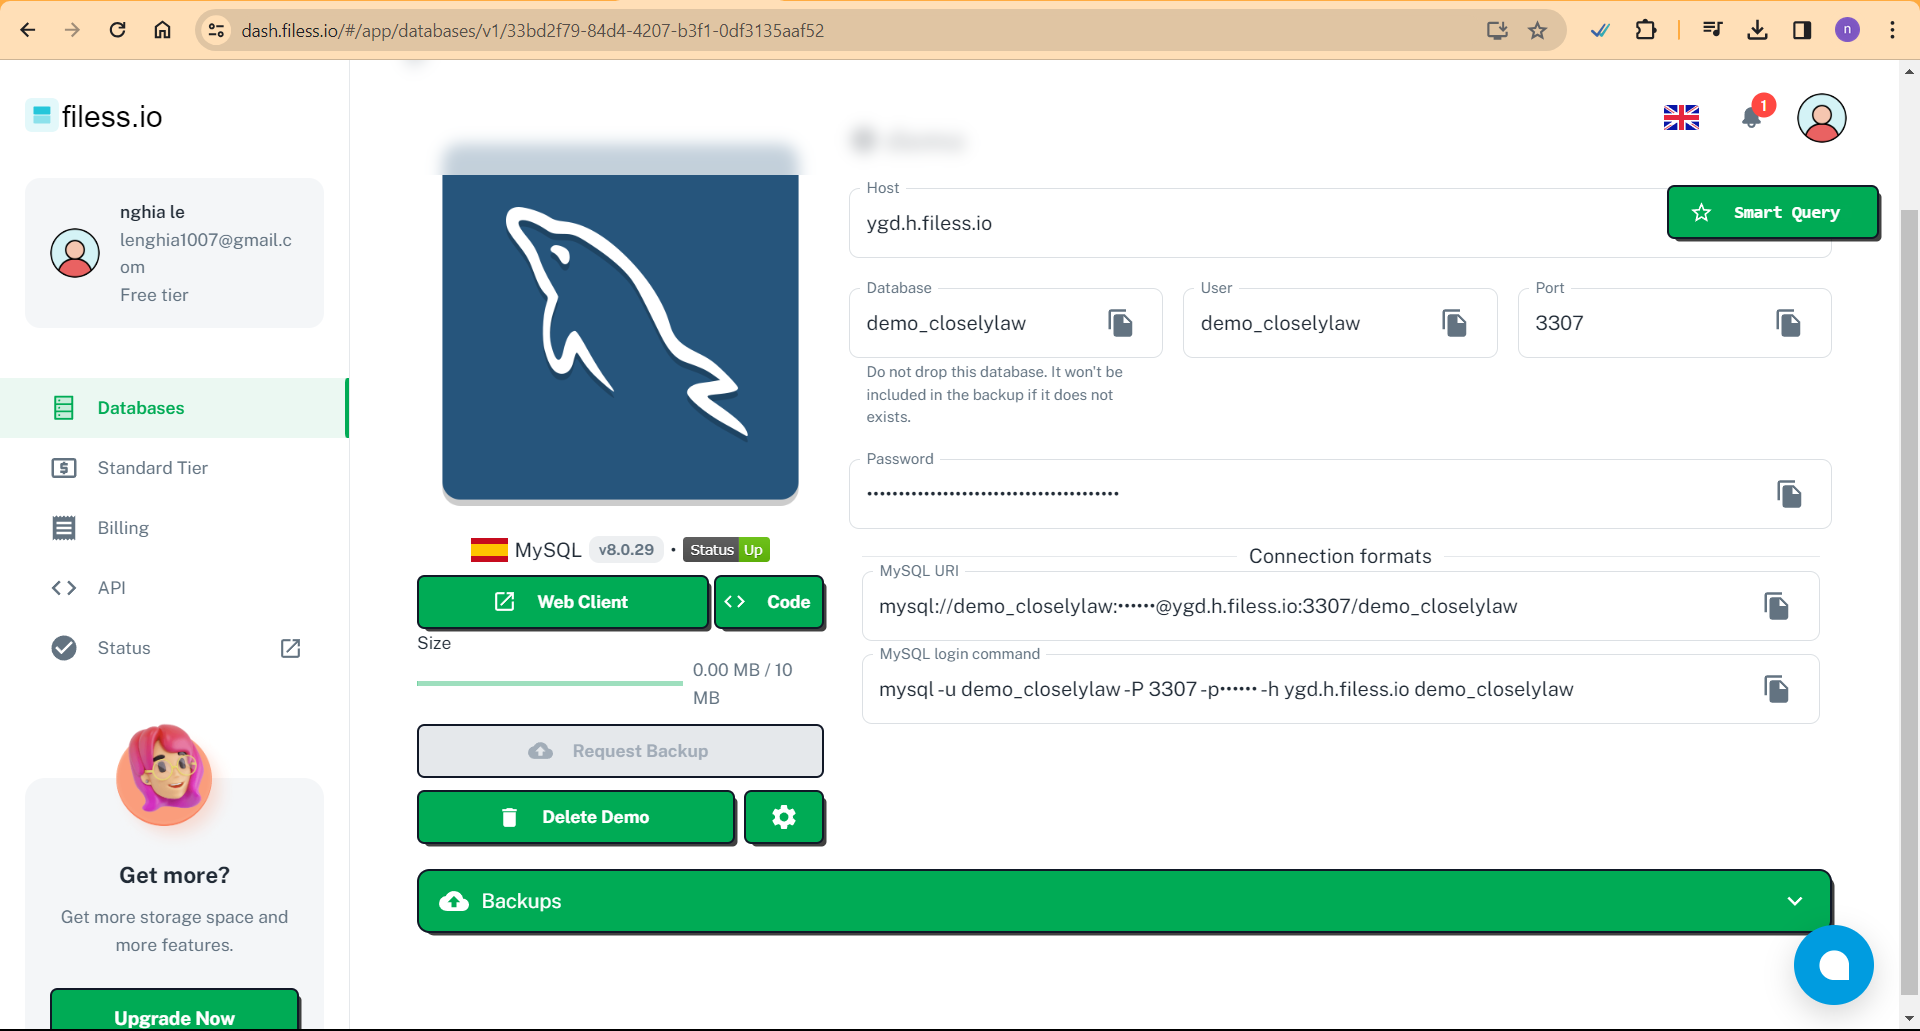 dash.filess.io/#/app/databases/v1/33bd2f79-84d4-4207-b3f1-0df3135aaf52
n
filess.io
nghia le
lenghia1007@gmail.c
om
Free tier
Databases
Standard Tier
Billing
API
Status
Get more?
Get more storage space and
more features.
Upgrade Now
MySQL v8.0.29 • Status Up
Web Client
Code
Size
0.00 MB / 10
MB
Request Backup
Delete Demo
1
Smart Query
Host
ygd.h.filess.io
Database
demo_closelylaw
Do not drop this database. It won't be
included in the backup if it does not
exists.
User
demo_closelylaw
Port
3307
Password
••••••••••••••••••••••••••••••••••••••••
Connection formats
MySQL URI
mysql://demo_closelylaw:••••••@ygd.h.filess.io:3307/demo_closelylaw
MySQL login command
mysql -u demo_closelylaw -P 3307 -p•••••• -h ygd.h.filess.io demo_closelylaw
Backups